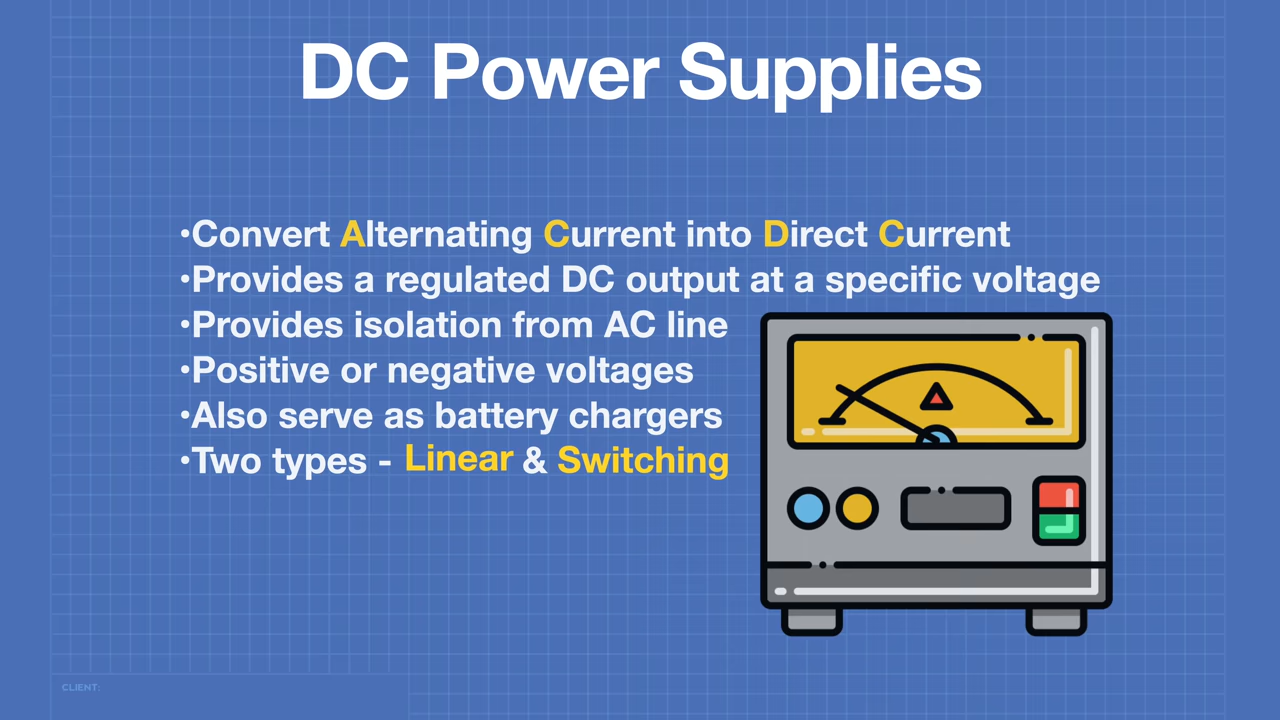 DC Power Supplies
•Convert Alternating Current into Direct Current
•Provides a regulated DC output at a specific voltage
•Provides isolation from AC line
•Positive or negative voltages
•Also serve as battery chargers
•Two types - Linear & Switching
CLIENT: